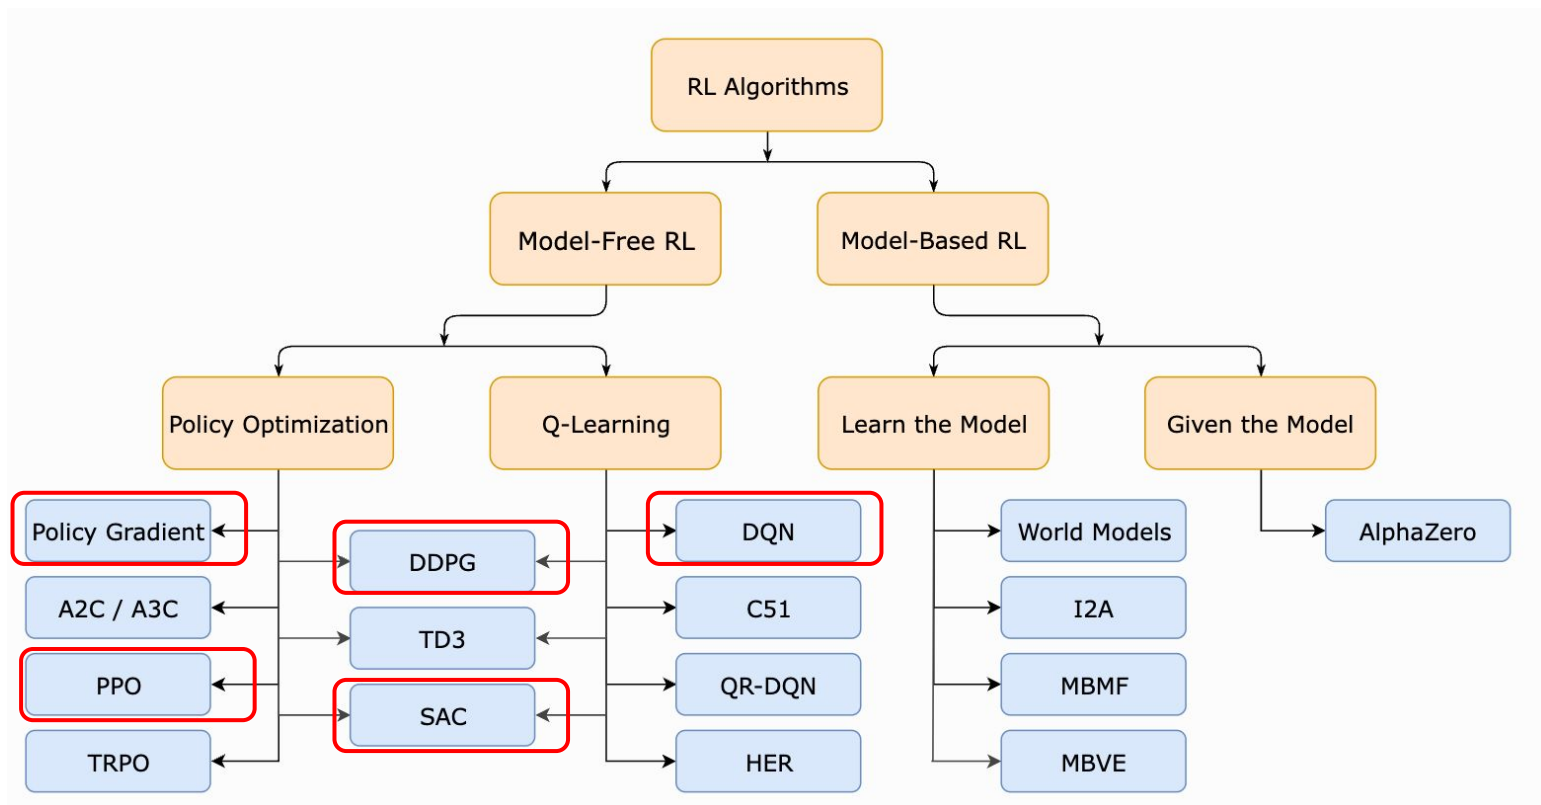 RL Algorithms
Model-Free RL
Model-Based RL
Policy Optimization
Q-Learning
Learn the Model
Given the Model
Policy Gradient
DDPG
DQN
World Models
AlphaZero
A2C / A3C
TD3
C51
I2A
PPO
SAC
QR-DQN
MBMF
TRPO
HER
MBVE